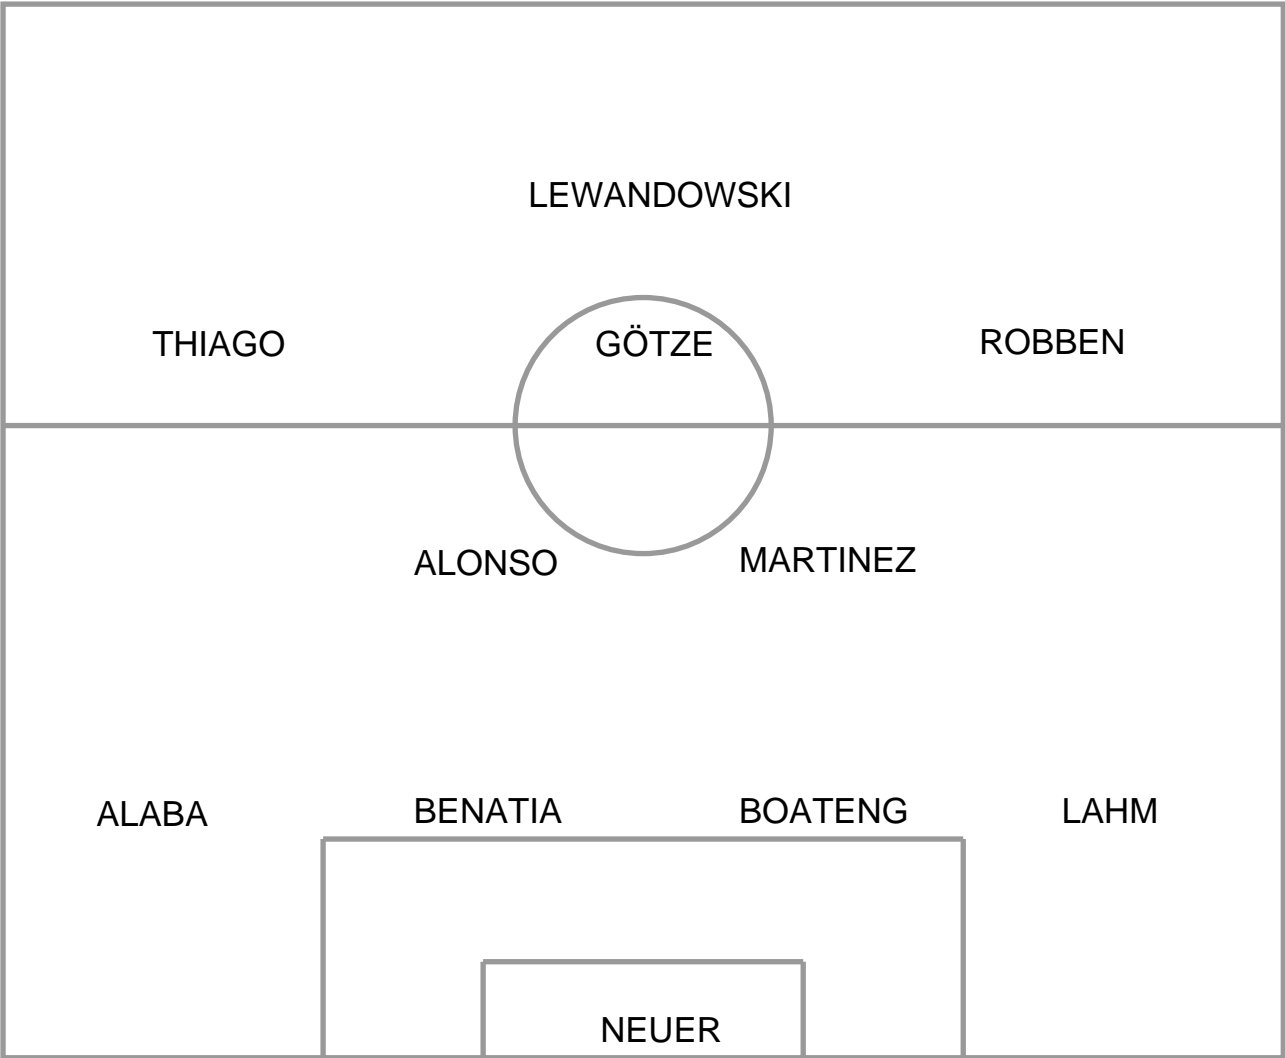 LEWANDOWSKI
THIAGO GÖTZE ROBBEN
ALONSO MARTINEZ
ALABA BENATIA BOATENG LAHM
NEUER